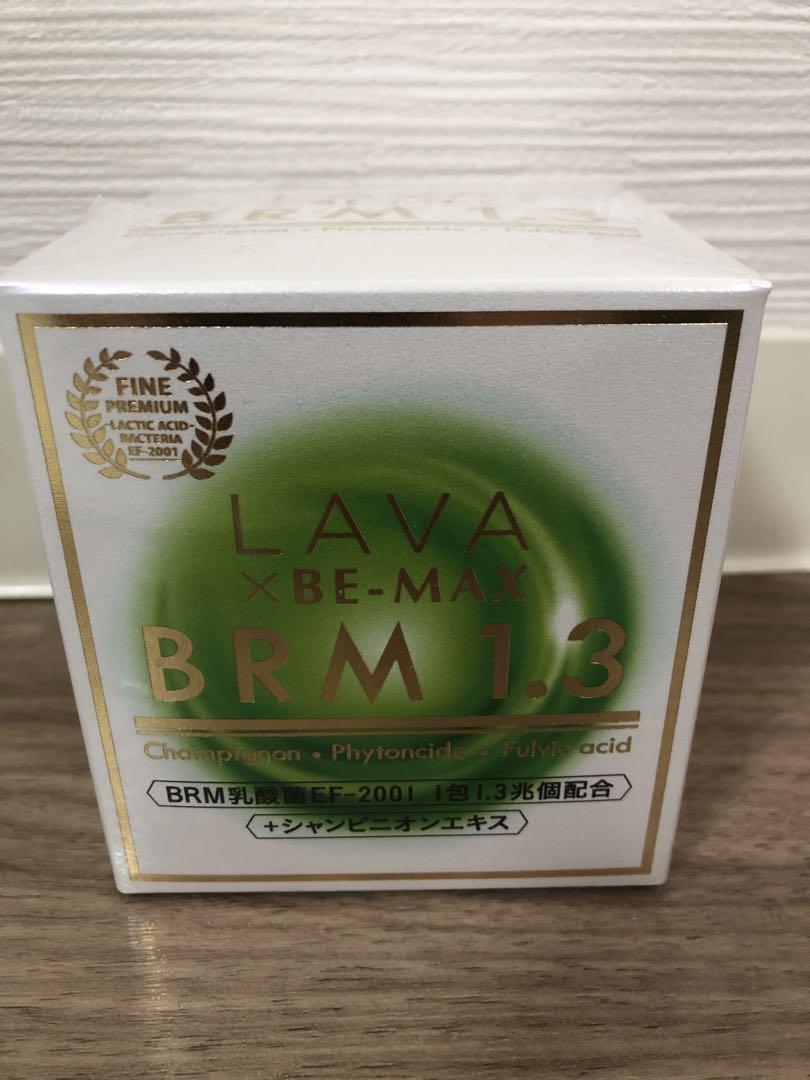 BRM 1.3
FINE
PREMIUM
-LACTIC ACID-
BACTERIA
EF-2001
LAVA
×BE-MAX
BRM 1.3
Champignon • Phytoncide • Fulvic acid
BRM乳酸菌EF-2001 1包1.3兆個配合
+シャンピニオンエキス